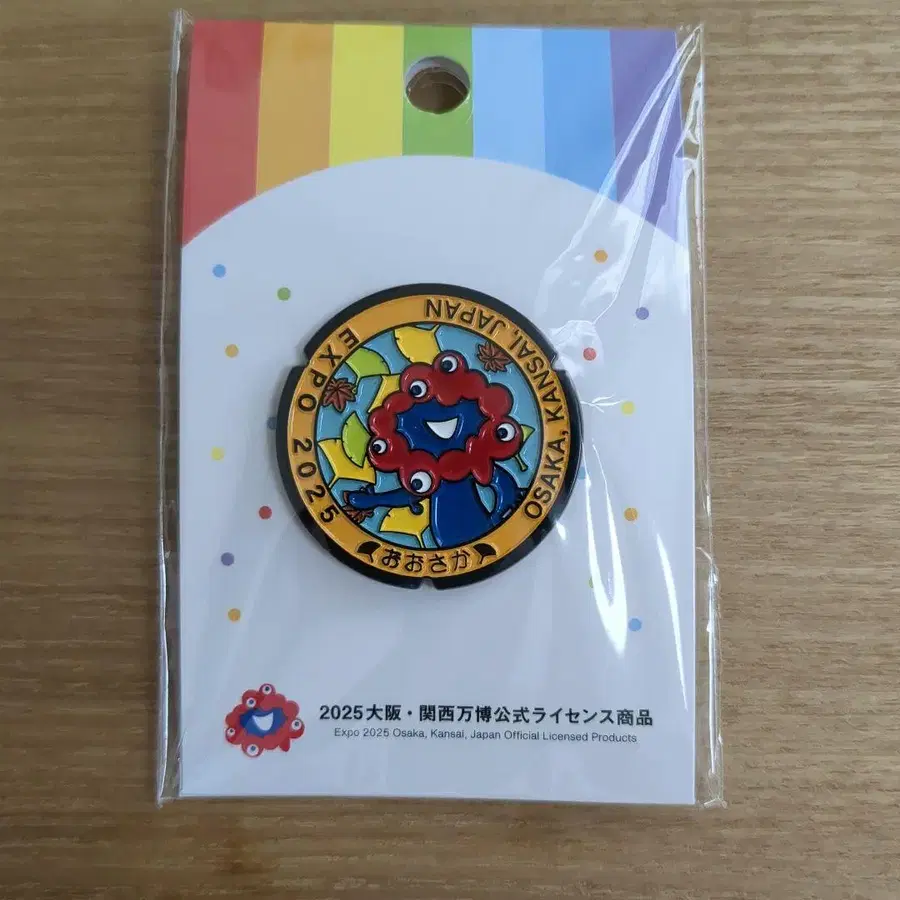 EXPO 2025
OSAKA, KANSAI, JAPAN
おおさか
2025大阪・関西万博公式ライセンス商品
Expo 2025 Osaka, Kansai, Japan Official Licensed Products